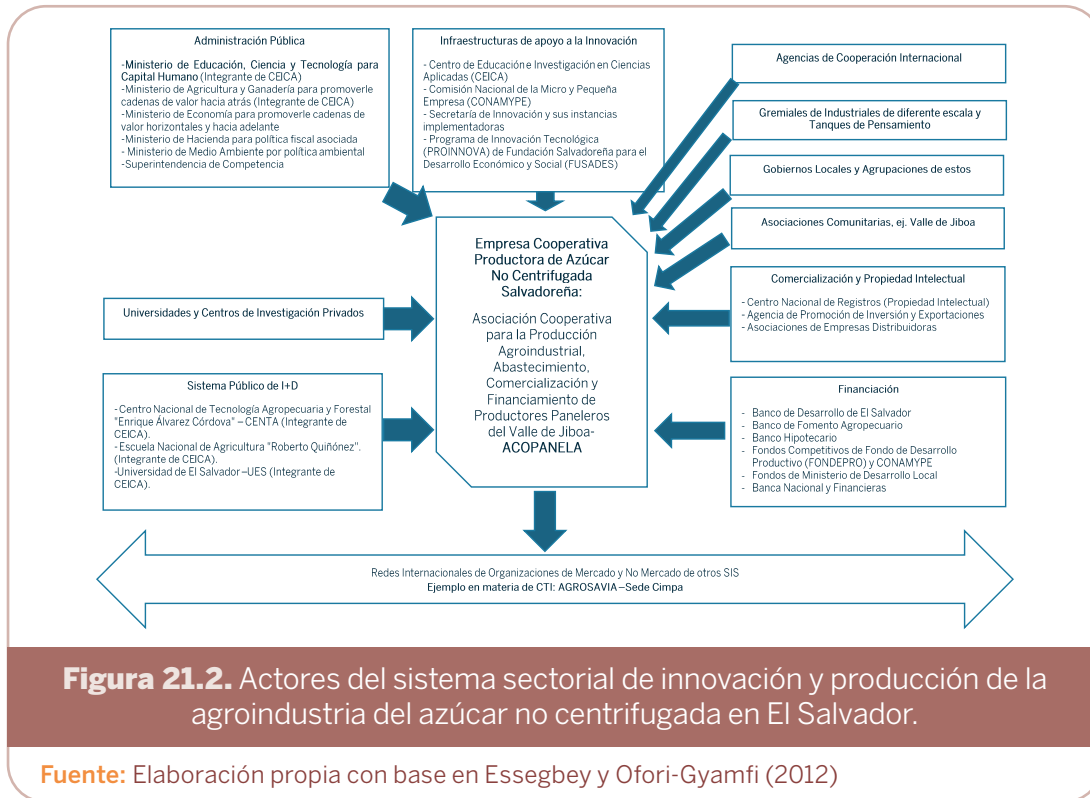 Administración Pública
-Ministerio de Educación, Ciencia y Tecnología para
Capital Humano (Integrante de CEICA)
-Ministerio de Agricultura y Ganadería para promoverle
cadenas de valor hacia atrás (Integrante de CEICA)
-Ministerio de Economía para promoverle cadenas de
valor horizontales y hacia adelante
-Ministerio de Hacienda para política fiscal asociada
- Ministerio de Medio Ambiente por política ambiental
-Superintendencia de Competencia
Infraestructuras de apoyo a la Innovación
- Centro de Educación e Investigación en Ciencias
Aplicadas (CEICA)
- Comisión Nacional de la Micro y Pequeña
Empresa (CONAMYPE)
- Secretaría de Innovación y sus instancias
implementadoras
- Programa de Innovación Tecnológica
(PROINNOVA) de Fundación Salvadoreña para el
Desarrollo Económico y Social (FUSADES)
Agencias de Cooperación Internacional
Gremiales de Industriales de diferente escala y
Tanques de Pensamiento
Gobiernos Locales y Agrupaciones de estos
Asociaciones Comunitarias, ej. Valle de Jiboa
Comercialización y Propiedad Intelectual
- Centro Nacional de Registros (Propiedad Intelectual)
- Agencia de Promoción de Inversión y Exportaciones
- Asociaciones de Empresas Distribuidoras
Universidades y Centros de Investigación Privados
Empresa Cooperativa
Productora de Azúcar
No Centrifugada
Salvadoreña:
Asociación Cooperativa
para la Producción
Agroindustrial,
Abastecimiento,
Comercialización y
Financiamiento de
Productores Paneleros
del Valle de Jiboa-
ACOPANELA
Sistema Público de I+D
- Centro Nacional de Tecnología Agropecuaria y Forestal
"Enrique Álvarez Córdova" – CENTA (Integrante de
CEICA).
-Escuela Nacional de Agricultura "Roberto Quiñónez".
(Integrante de CEICA).
-Universidad de El Salvador–UES (Integrante de
CEICA).
Financiación
- Banco de Desarrollo de El Salvador
- Banco de Fomento Agropecuario
- Banco Hipotecario
- Fondos Competitivos de Fondo de Desarrollo
Productivo (FONDEPRO) y CONAMYPE
- Fondos de Ministerio de Desarrollo Local
- Banca Nacional y Financieras
Redes Internacionales de Organizaciones de Mercado y No Mercado de otros SIS
Ejemplo en materia de CTI: AGROSAVIA–Sede Cimpa
Figura 21.2. Actores del sistema sectorial de innovación y producción de la
agroindustria del azúcar no centrifugada en El Salvador.
Fuente: Elaboración propia con base en Essegbey y Ofori-Gyamfi (2012)